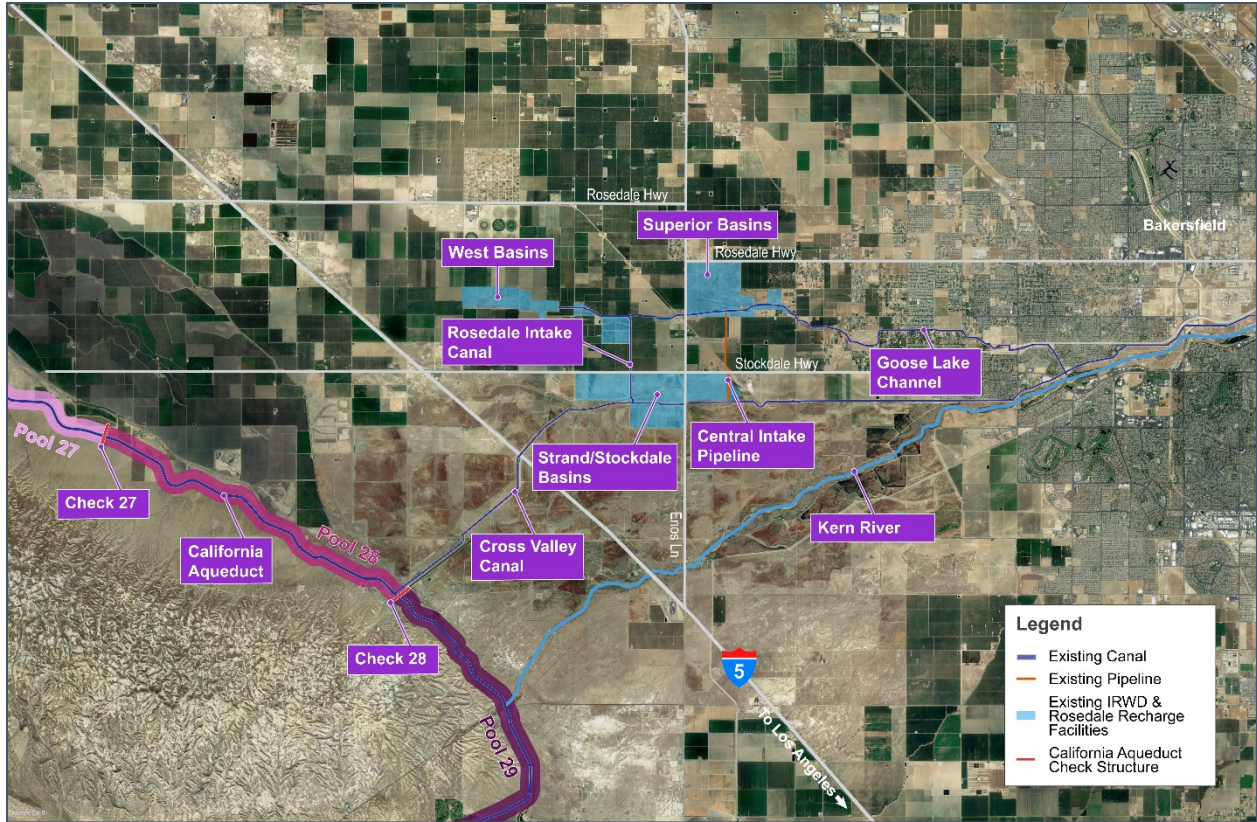 Rosedale Hwy
Bakersfield
Superior Basins
West Basins
Rosedale Hwy
Rosedale Intake
Canal
Stockdale Hwy
Goose Lake
Channel
Pool 27
Strand/Stockdale
Basins
Central Intake
Pipeline
Check 27
California
Aqueduct
Pool 28
Cross Valley
Canal
Enos Ln
Kern River
Check 28
Pool 29
5
To Los Angeles
Legend
Existing Canal
Existing Pipeline
Existing IRWD &
Rosedale Recharge
Facilities
California Aqueduct
Check Structure
Google Earth